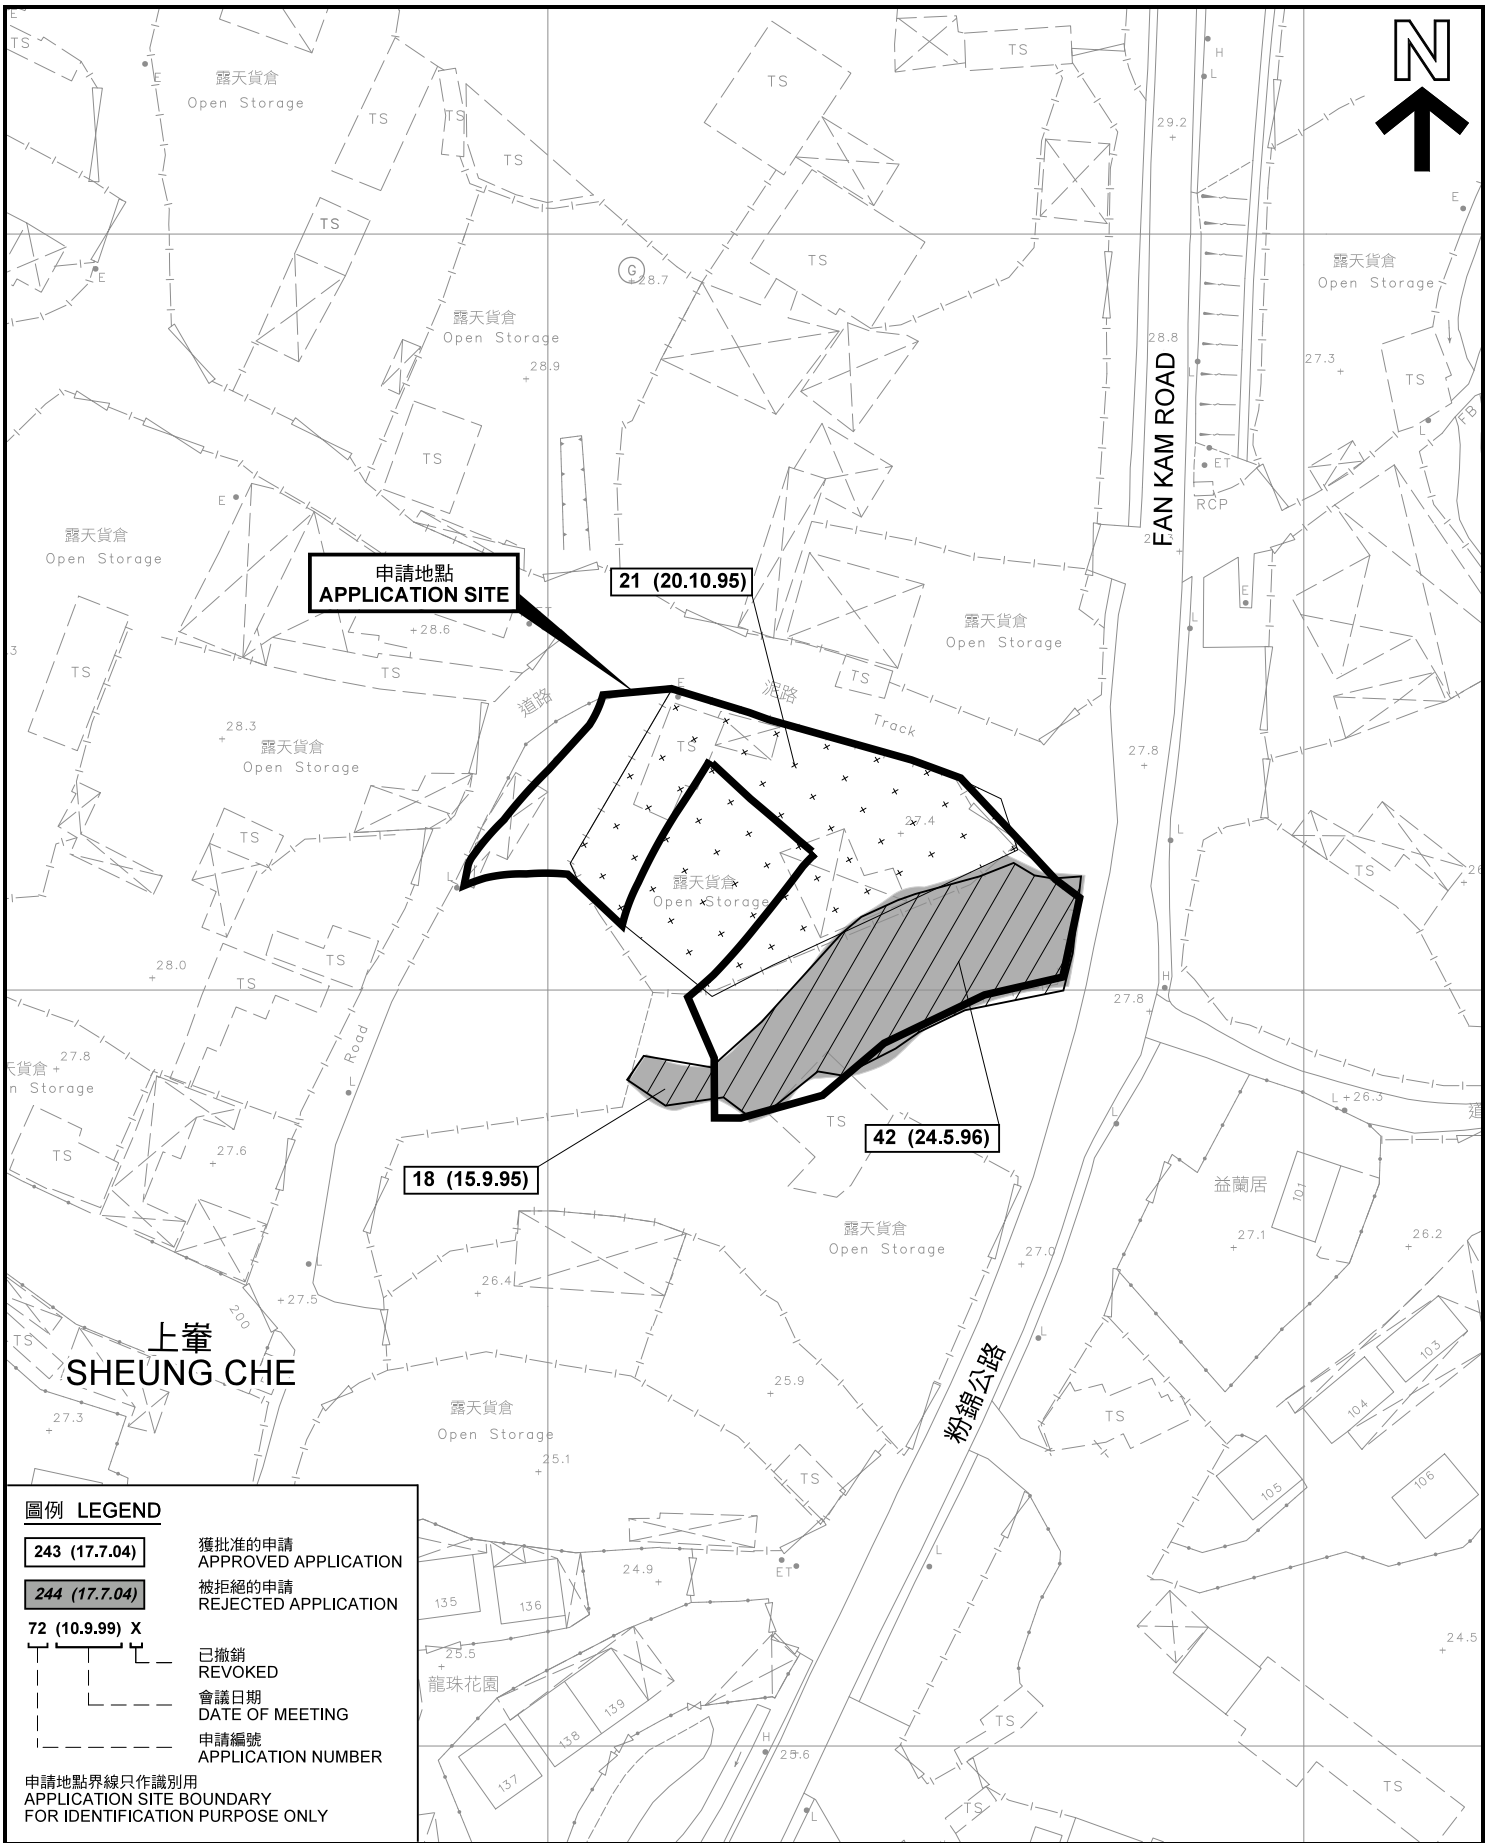 E
TS
E
露天貨倉
Open Storage
TS
TS
TS
TS
TS
N
H
L
29.2
TS
E
TS
G
28.7
露天貨倉
Open Storage
E
露天貨倉
Open Storage
28.9
28.8
L
27.3
TS
FAN KAM ROAD
L
FB
TS
E
ET
RCP
露天貨倉
Open Storage
申請地點
APPLICATION SITE
21 (20.10.95)
E
28.6
露天貨倉
Open Storage
L
TS
TS
TS
道路
泥路
Track
E
28.3
露天貨倉
Open Storage
TS
27.8
TS
27.4
L
TS
露天貨倉
Open Storage
L
28.0
TS
TS
H
27.8
Road
27.8
L
42 (24.5.96)
TS
L
L
26.3
18 (15.9.95)
TS
27.6
益蘭居
101
露天貨倉
Open Storage
27.1
26.2
27.0
L
26.4
27.5
200
上輋
SHEUNG CHE
TS
L
粉錦公路
103
104
25.9
露天貨倉
Open Storage
27.3
TS
25.1
TS
105
106
圖例 LEGEND
243 (17.7.04)
獲批准的申請
APPROVED APPLICATION
244 (17.7.04)
被拒絕的申請
REJECTED APPLICATION
72 (10.9.99) X
已撤銷
REVOKED
會議日期
DATE OF MEETING
申請編號
APPLICATION NUMBER
申請地點界線只作識別用
APPLICATION SITE BOUNDARY
FOR IDENTIFICATION PURPOSE ONLY
24.9
ET
L
135
136
25.5
龍珠花園
139
138
137
H
25.6
L
24.5
TS
TS
TS